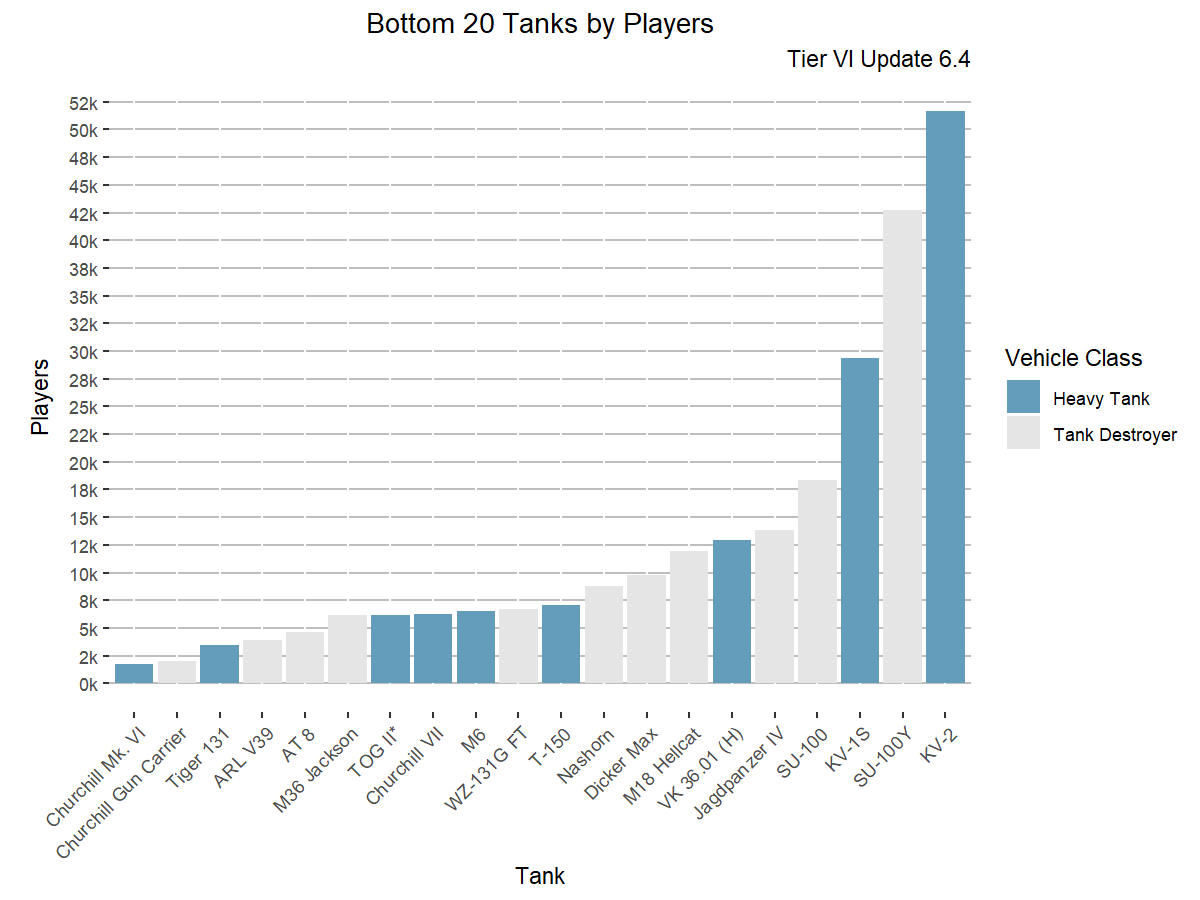 Bottom 20 Tanks by Players
Tier VI Update 6.4
52k
50k
48k
45k
42k
40k
38k
35k
32k
30k
28k
25k
22k
20k
18k
15k
12k
10k
8k
5k
2k
0k
Players
Churchill Mk. VI
Churchill Gun Carrier
Tiger 131
ARL V39
AT 8
M36 Jackson
TOG II*
Churchill VII
M6
WZ-131G FT
T-150
Nashorn
Dicker Max
M18 Hellcat
VK 36.01 (H)
Jagdpanzer IV
SU-100
KV-1S
SU-100Y
KV-2
Tank
Vehicle Class
Heavy Tank
Tank Destroyer